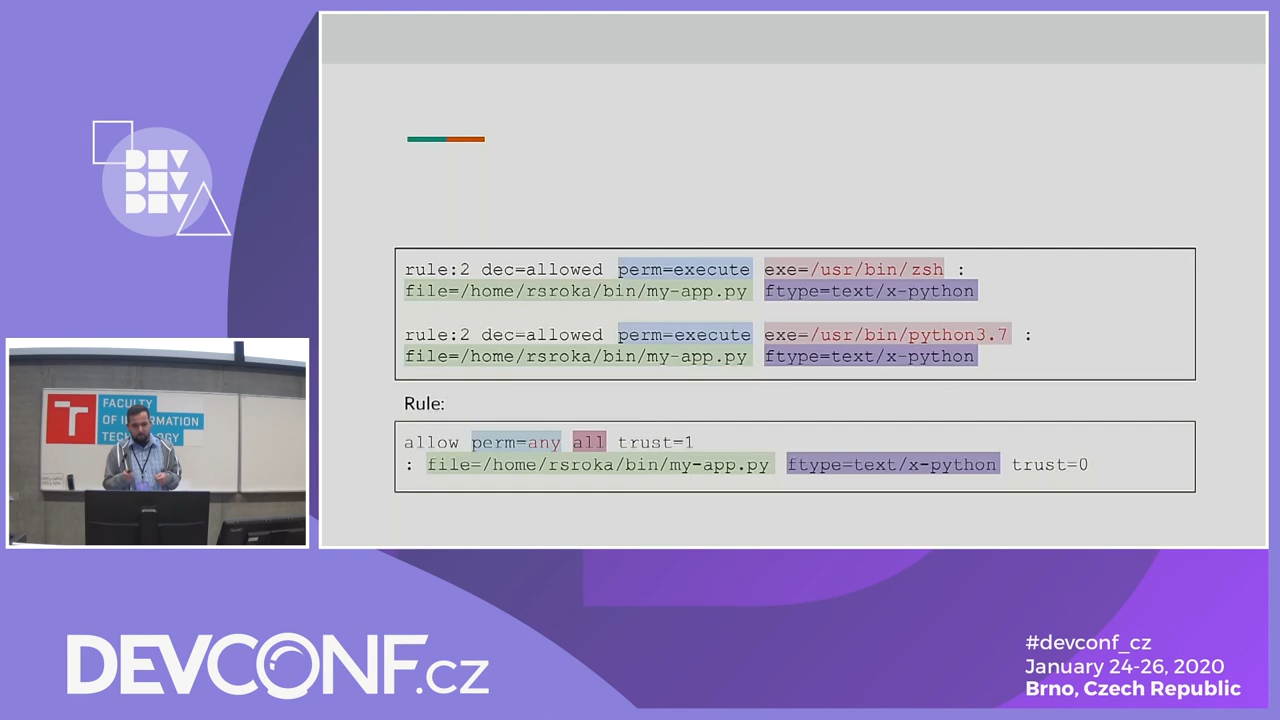 DEV
DEV
DEV
rule:2 dec=allowed perm=execute exe=/usr/bin/zsh :
file=/home/rsroka/bin/my-app.py ftype=text/x-python
rule:2 dec=allowed perm=execute exe=/usr/bin/python3.7 :
file=/home/rsroka/bin/my-app.py ftype=text/x-python
Rule:
allow perm=any all trust=1
: file=/home/rsroka/bin/my-app.py ftype=text/x-python trust=0
FACULTY
OF INFORMATION
TECHNOLOGY
DEVCONF.cz
#devconf_cz
January 24-26, 2020
Brno, Czech Republic